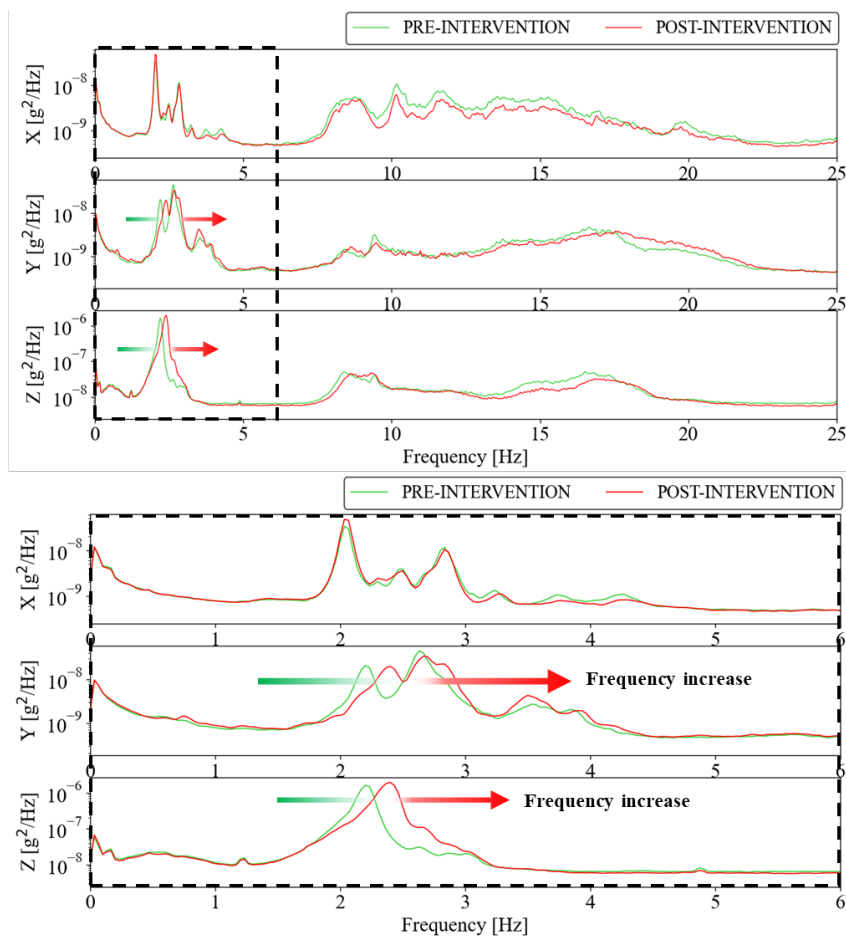 PRE-INTERVENTION POST-INTERVENTION
X [g²/Hz]
10⁻⁸
10⁻⁹
0 5 10 15 20 25
Y [g²/Hz]
10⁻⁸
10⁻⁹
0 5 10 15 20 25
Z [g²/Hz]
10⁻⁶
10⁻⁷
10⁻⁸
0 5 10 15 20 25
Frequency [Hz]
PRE-INTERVENTION POST-INTERVENTION
X [g²/Hz]
10⁻⁸
10⁻⁹
0 1 2 3 4 5 6
Y [g²/Hz]
10⁻⁸
10⁻⁹
Frequency increase
0 1 2 3 4 5 6
Z [g²/Hz]
10⁻⁶
10⁻⁷
10⁻⁸
Frequency increase
0 1 2 3 4 5 6
Frequency [Hz]